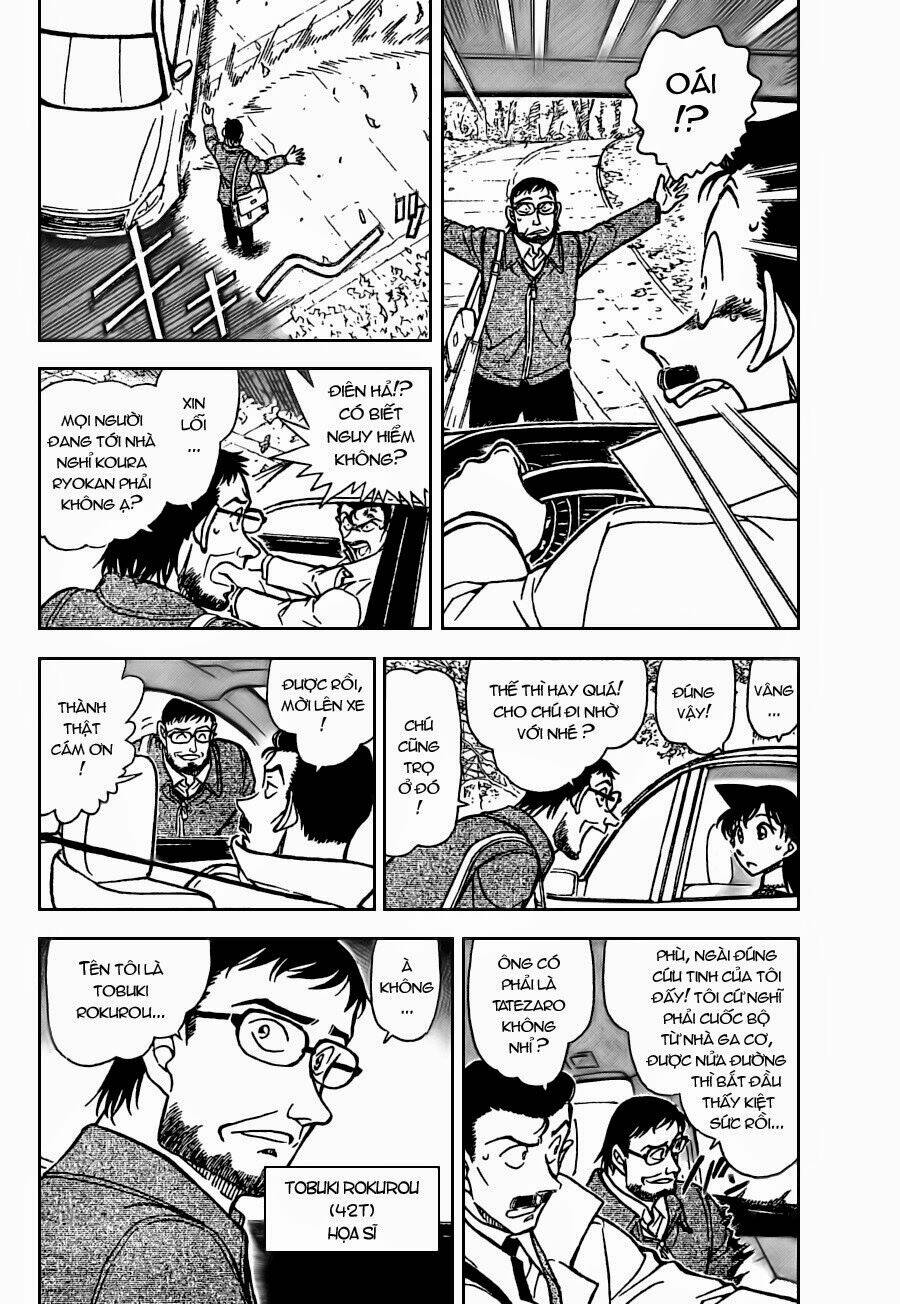 OÁI
!?
キキ
ĐIÊN HẢ!?
CÓ BIẾT
NGUY HIỂM
KHÔNG?
XIN
LỖI
...
MỌI NGƯỜI
ĐANG TỚI NHÀ
NGHỈ KOURA
RYOKAN PHẢI
KHÔNG Ạ?
VÂNG
...
ĐÚNG
VẬY!
THẾ THÌ HAY QUÁ!
CHO CHÚ ĐI NHỜ
VỚI NHÉ?
CHÚ
CŨNG
TRỌ
Ở ĐÓ
!
ĐƯỢC RỒI,
MỜI LÊN XE
!
THÀNH
THẬT
CÁM ƠN
!
PHÙ, NGÀI ĐÚNG
CỨU TINH CỦA TÔI
ĐẤY! TÔI CỨ NGHĨ
PHẢI CUỐC BỘ
TỪ NHÀ GA CƠ,
ĐƯỢC NỬA ĐƯỜNG
THÌ BẮT ĐẦU
THẤY KIỆT
SỨC RỒI...
ÔNG CÓ
PHẢI LÀ
TATEZARO
KHÔNG
NHỈ?
À
KHÔNG
...
TÊN TÔI LÀ
TOBUKI
ROKUROU...
TOBUKI ROKUROU
(42T)
HỌA SĨ